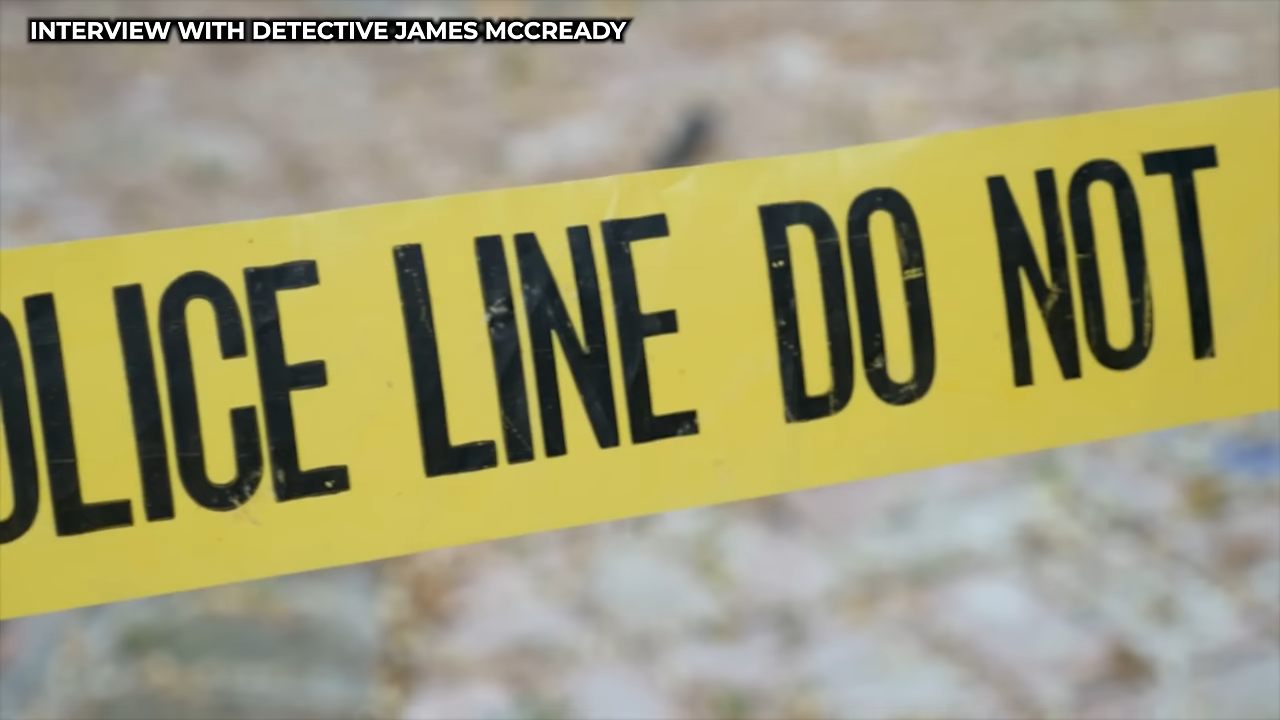 INTERVIEW WITH DETECTIVE JAMES MCCREADY
OLICE LINE DO NOT